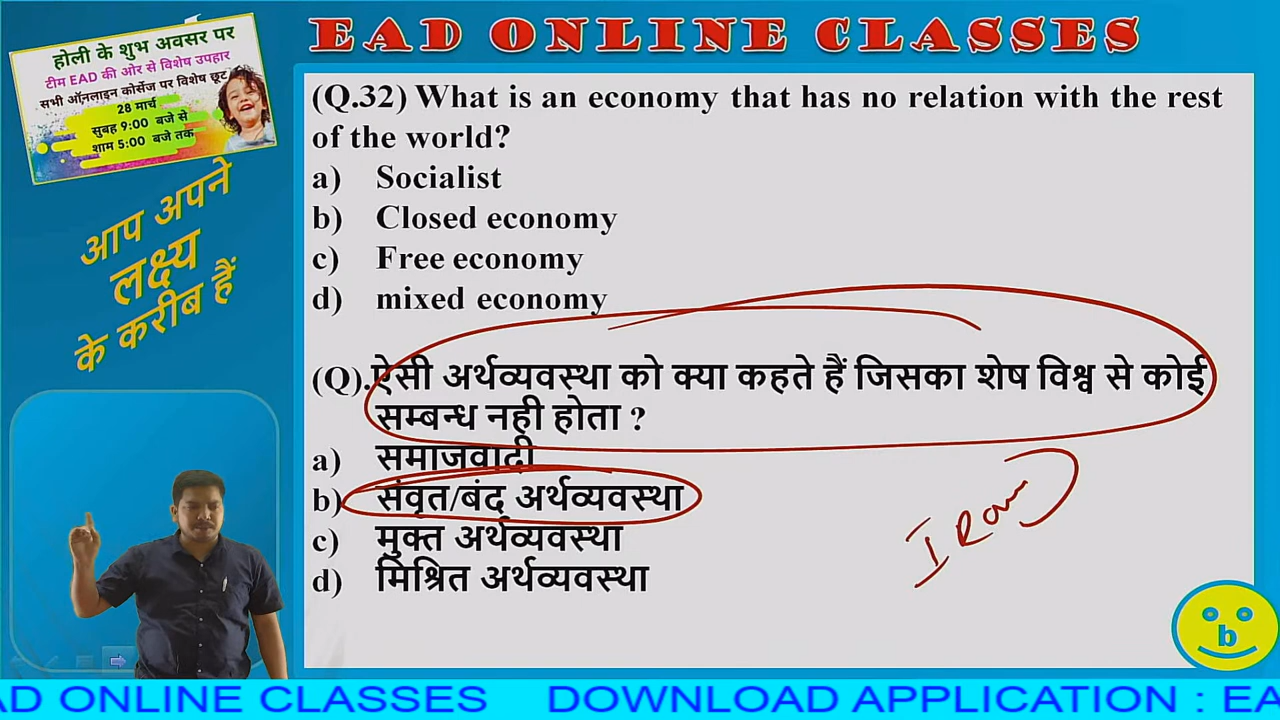 होली के शुभ अवसर पर
टीम EAD की ओर से विशेष उपहार
सभी ऑनलाइन कोर्सेज पर विशेष छूट
28 मार्च
सुबह 9:00 बजे से
शाम 5:00 बजे तक
EAD ONLINE CLASSES
आप अपने
लक्ष्य
के करीब हैं
(Q.32) What is an economy that has no relation with the rest
of the world?
a) Socialist
b) Closed economy
c) Free economy
d) mixed economy
(Q).ऐसी अर्थव्यवस्था को क्या कहते हैं जिसका शेष विश्व से कोई
सम्बन्ध नही होता ?
a) समाजवादी
b) संवृत/बंद अर्थव्यवस्था
c) मुक्त अर्थव्यवस्था
d) मिश्रित अर्थव्यवस्था
IRan
b
AD ONLINE CLASSES DOWNLOAD APPLICATION : EA